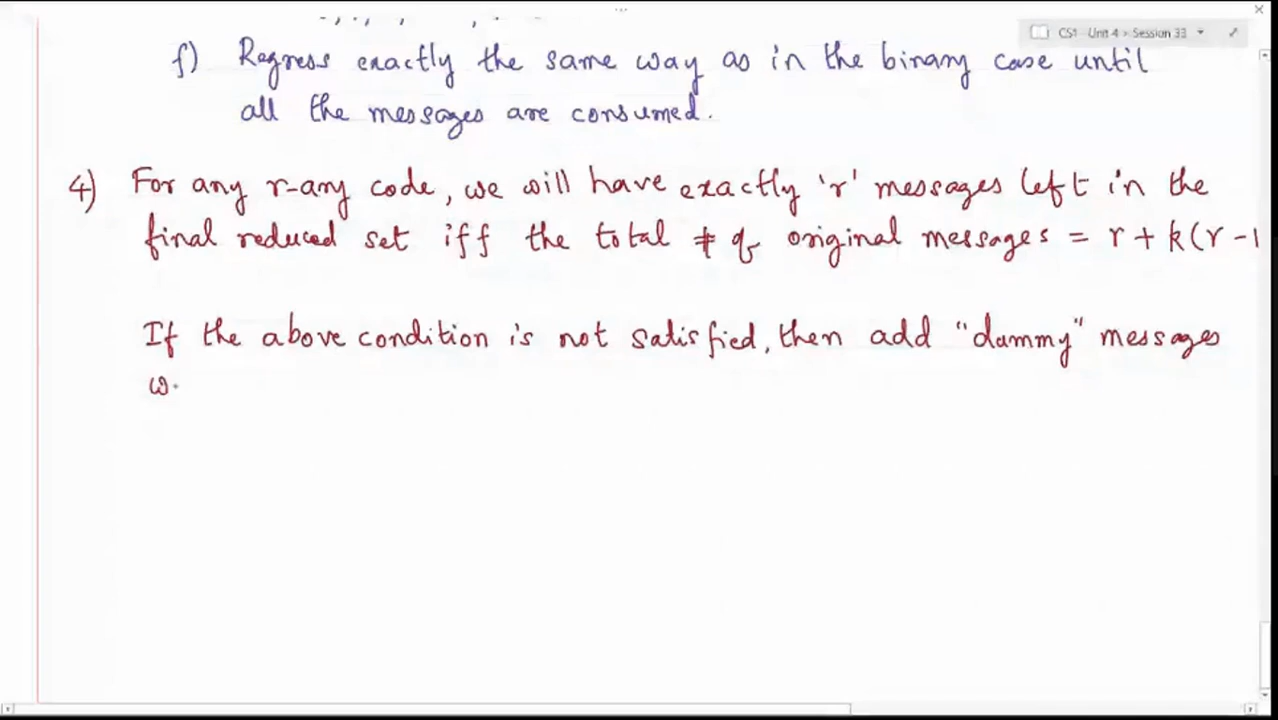 CS1 - Unit 4 > Session 33
f) Regress exactly the same way as in the binary case until
all the messages are consumed.
4) For any r-any code, we will have exactly 'r' messages left in the
final reduced set iff the total # of original messages = r + k(r-1
If the above condition is not satisfied, then add "dummy" messages
w